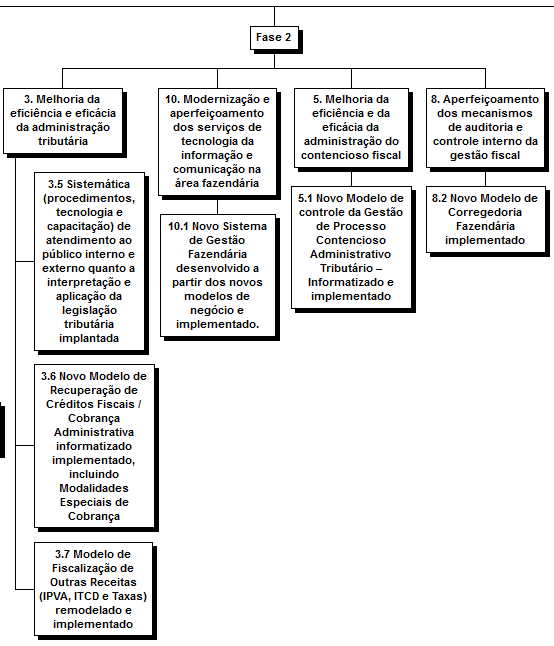 Fase 2
3. Melhoria da
eficiência e eficácia
da administração
tributária
3.5 Sistemática
(procedimentos,
tecnologia e
capacitação) de
atendimento ao
público interno e
externo quanto a
interpretação e
aplicação da
legislação
tributária
implantada
3.6 Novo Modelo de
Recuperação de
Créditos Fiscais /
Cobrança
Administrativa
informatizado
implementado,
incluindo
Modalidades
Especiais de
Cobrança
3.7 Modelo de
Fiscalização de
Outras Receitas
(IPVA, ITCD e Taxas)
remodelado e
implementado
10. Modernização e
aperfeiçoamento
dos serviços de
tecnologia da
informação e
comunicação na
área fazendária
10.1 Novo Sistema
de Gestão
Fazendária
desenvolvido a
partir dos novos
modelos de
negócio e
implementado.
5. Melhoria da
eficiência e da
eficácia da
administração do
contencioso fiscal
5.1 Novo Modelo de
controle da Gestão
de Processo
Contencioso
Administrativo
Tributário –
Informatizado e
implementado
8. Aperfeiçoamento
dos mecanismos
de auditoria e
controle interno da
gestão fiscal
8.2 Novo Modelo de
Corregedoria
Fazendária
implementado